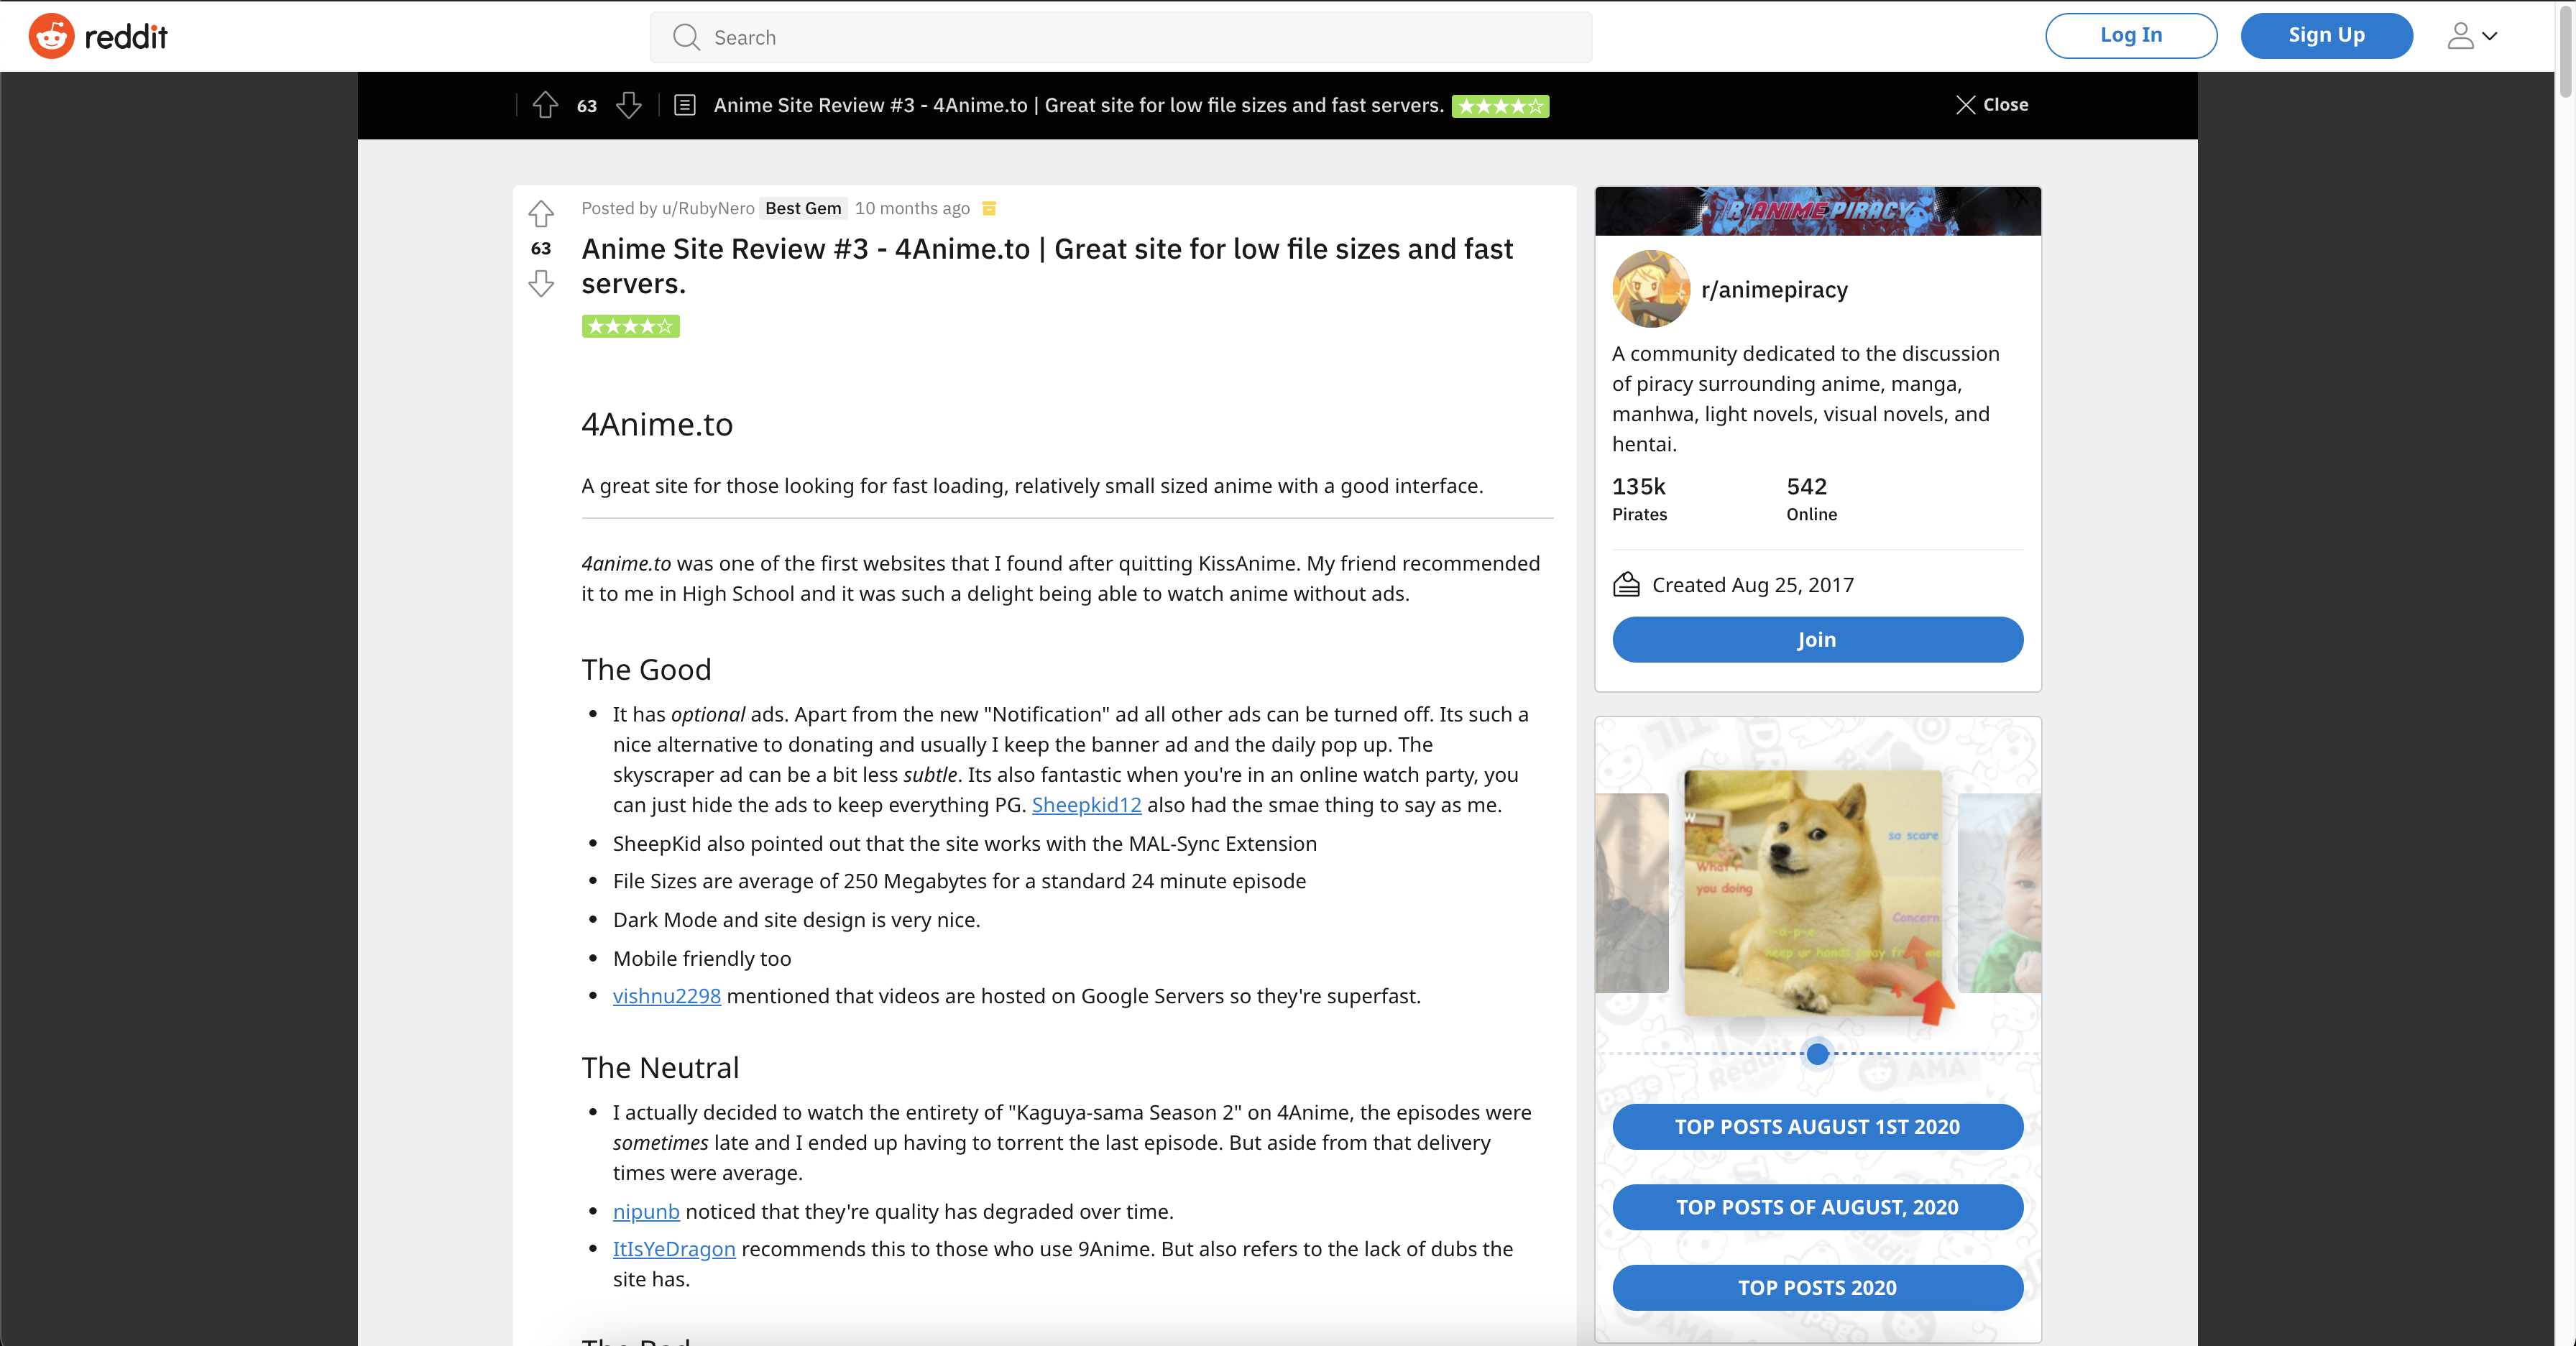 reddit
Search
Log In
Sign Up
63
Anime Site Review #3 - 4Anime.to | Great site for low file sizes and fast servers. ★★★★☆
Close
Posted by u/RubyNero Best Gem 10 months ago
63
Anime Site Review #3 - 4Anime.to | Great site for low file sizes and fast
servers.
★★★★☆
4Anime.to
A great site for those looking for fast loading, relatively small sized anime with a good interface.
4anime.to was one of the first websites that I found after quitting KissAnime. My friend recommended
it to me in High School and it was such a delight being able to watch anime without ads.
The Good
• It has optional ads. Apart from the new "Notification" ad all other ads can be turned off. Its such a
nice alternative to donating and usually I keep the banner ad and the daily pop up. The
skyscraper ad can be a bit less subtle. Its also fantastic when you're in an online watch party, you
can just hide the ads to keep everything PG. Sheepkid12 also had the smae thing to say as me.
• SheepKid also pointed out that the site works with the MAL-Sync Extension
• File Sizes are average of 250 Megabytes for a standard 24 minute episode
• Dark Mode and site design is very nice.
• Mobile friendly too
• vishnu2298 mentioned that videos are hosted on Google Servers so they're superfast.
The Neutral
• I actually decided to watch the entirety of "Kaguya-sama Season 2" on 4Anime, the episodes were
sometimes late and I ended up having to torrent the last episode. But aside from that delivery
times were average.
• nipunb noticed that they're quality has degraded over time.
• ItIsYeDragon recommends this to those who use 9Anime. But also refers to the lack of dubs the
site has.
The Bad
R/ANIMEPIRACY
r/animepiracy
A community dedicated to the discussion
of piracy surrounding anime, manga,
manhwa, light novels, visual novels, and
hentai.
135k
Pirates
542
Online
Created Aug 25, 2017
Join
so scare
What r
you doing
Concern
keep ur hands away from me
TOP POSTS AUGUST 1ST 2020
TOP POSTS OF AUGUST, 2020
TOP POSTS 2020